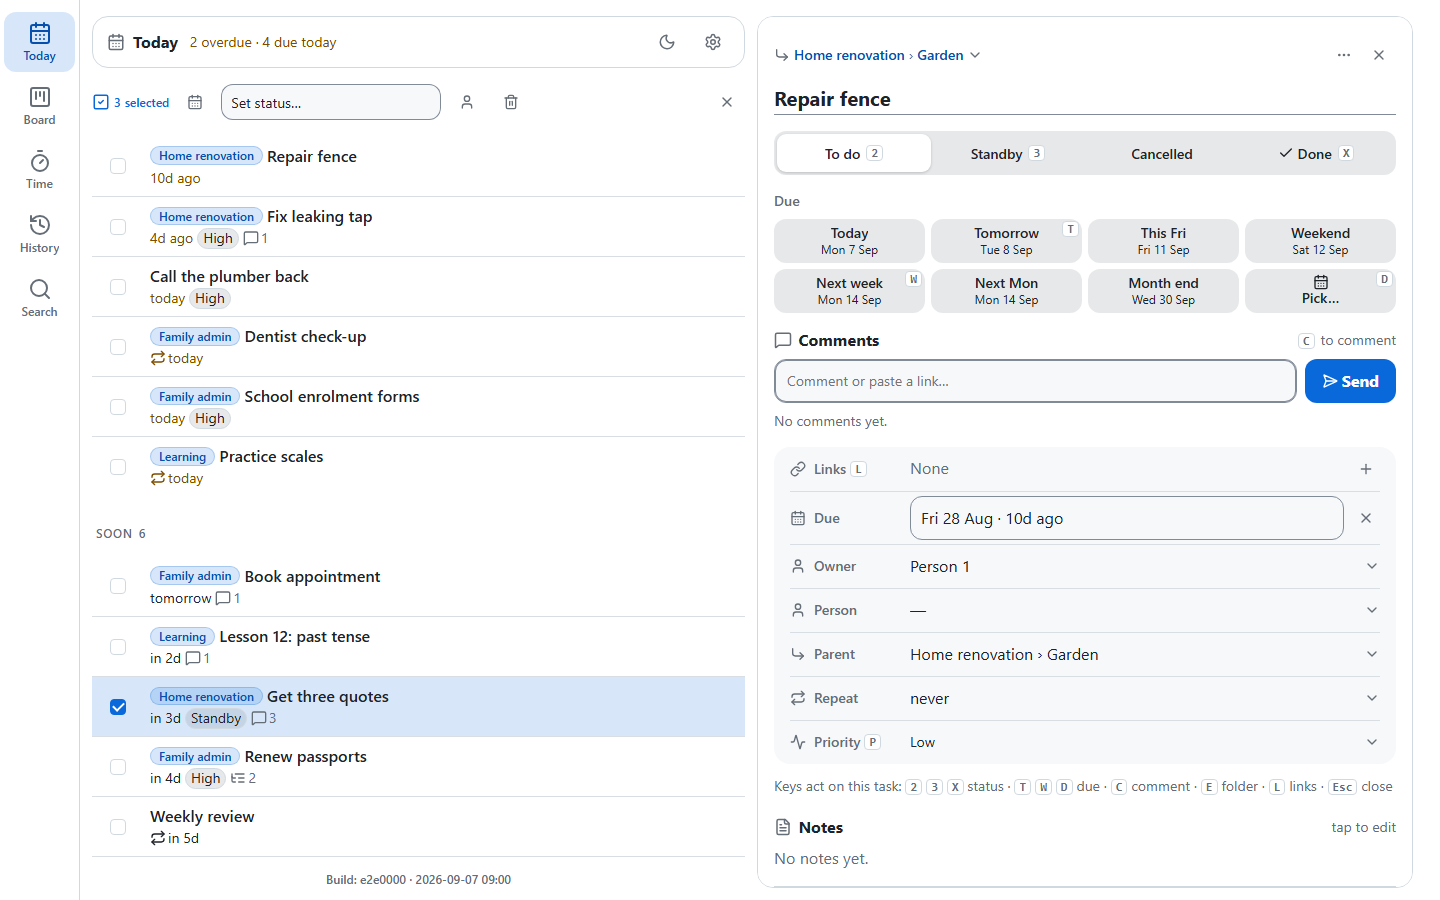 Today
Board
Time
History
Search
Today 2 overdue · 4 due today
3 selected Set status...
Home renovation Repair fence
10d ago
Home renovation Fix leaking tap
4d ago High 1
Call the plumber back
today High
Family admin Dentist check-up
today
Family admin School enrolment forms
today High
Learning Practice scales
today
SOON 6
Family admin Book appointment
tomorrow 1
Learning Lesson 12: past tense
in 2d 1
Home renovation Get three quotes
in 3d Standby 3
Family admin Renew passports
in 4d High 2
Weekly review
in 5d
Build: e2e0000 · 2026-09-07 09:00
Home renovation › Garden
Repair fence
To do 2 Standby 3 Cancelled Done X
Due
Today Tomorrow T This Fri Weekend
Mon 7 Sep Tue 8 Sep Fri 11 Sep Sat 12 Sep
Next week W Next Mon Month end D
Mon 14 Sep Mon 14 Sep Wed 30 Sep Pick...
Comments C to comment
Comment or paste a link... Send
No comments yet.
Links L None
Due Fri 28 Aug · 10d ago
Owner Person 1
Person —
Parent Home renovation › Garden
Repeat never
Priority P Low
Keys act on this task: 2 3 X status · T W D due · C comment · E folder · L links · Esc close
Notes tap to edit
No notes yet.